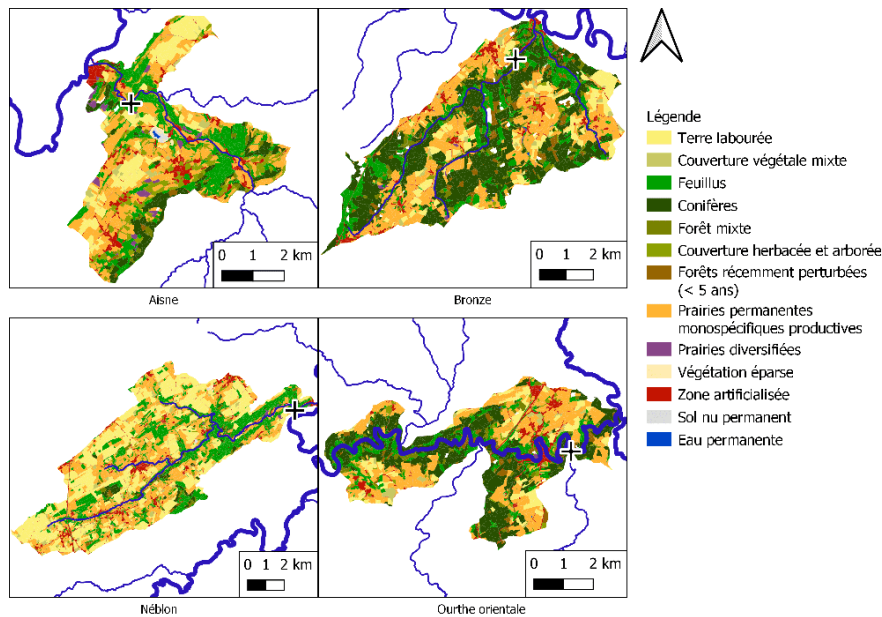 0 1 2 km
Aisne
0 1 2 km
Bronze
0 1 2 km
Néblon
0 1 2 km
Ourthe orientale
Légende
Terre labourée
Couverture végétale mixte
Feuillus
Conifères
Forêt mixte
Couverture herbacée et arborée
Forêts récemment perturbées
(< 5 ans)
Prairies permanentes
monospécifiques productives
Prairies diversifiées
Végétation éparse
Zone artificialisée
Sol nu permanent
Eau permanente